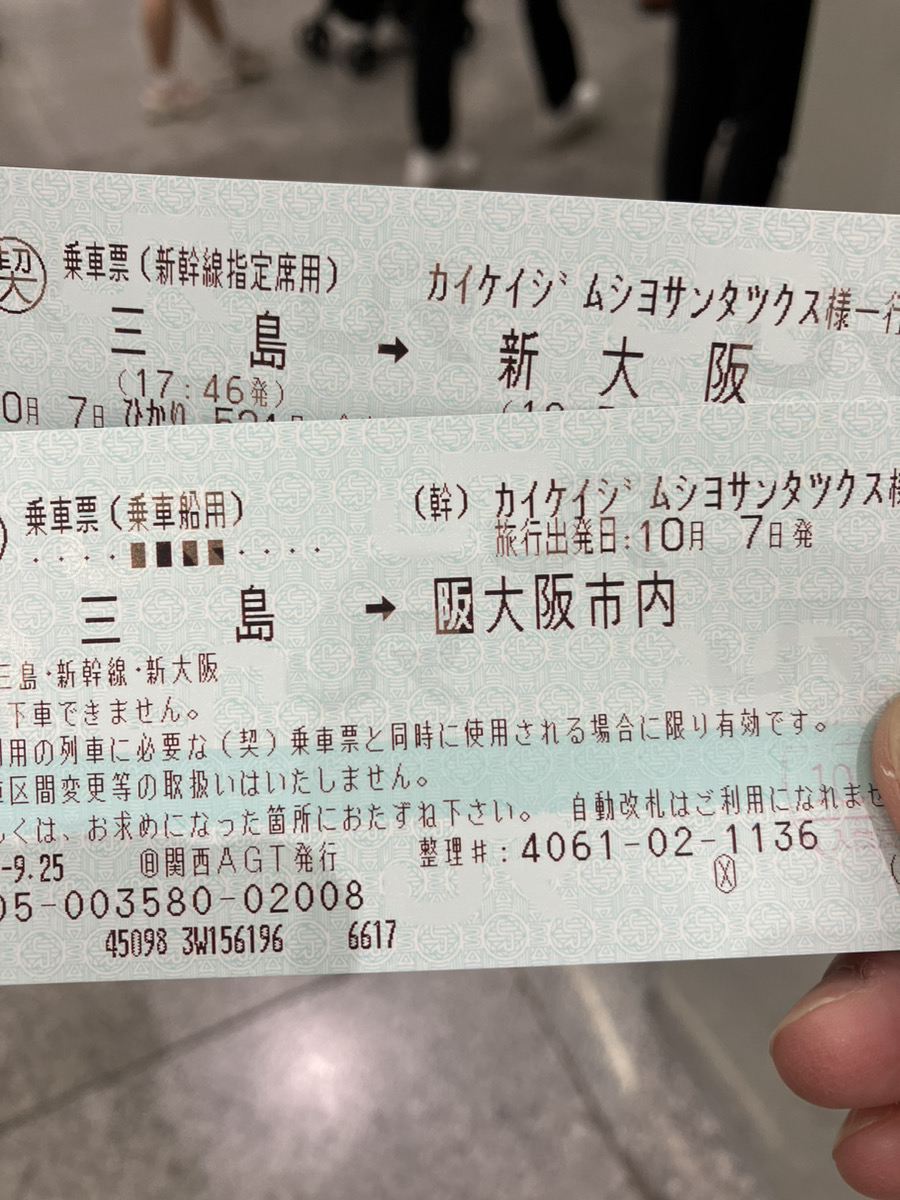 契 乗車票(新幹線指定席用) カイケイジムシヨサンタツクス様一行
三島 → 新大阪
(17:46発)
0月 7日 ひかり
乗車票(乗車船用) (幹) カイケイジムシヨサンタツクス様
旅行出発日:10月 7日発
三島 → 阪大阪市内
三島・新幹線・新大阪
下車できません。
用の列車に必要な(契)乗車票と同時に使用される場合に限り有効です。
区間変更等の取扱いはいたしません。
しくは、お求めになった箇所におたずね下さい。 自動改札はご利用になれませ
-9.25 日関西AGT発行 整理#:4061-02-1136
05-003580-02008
45098 3W156196 6617